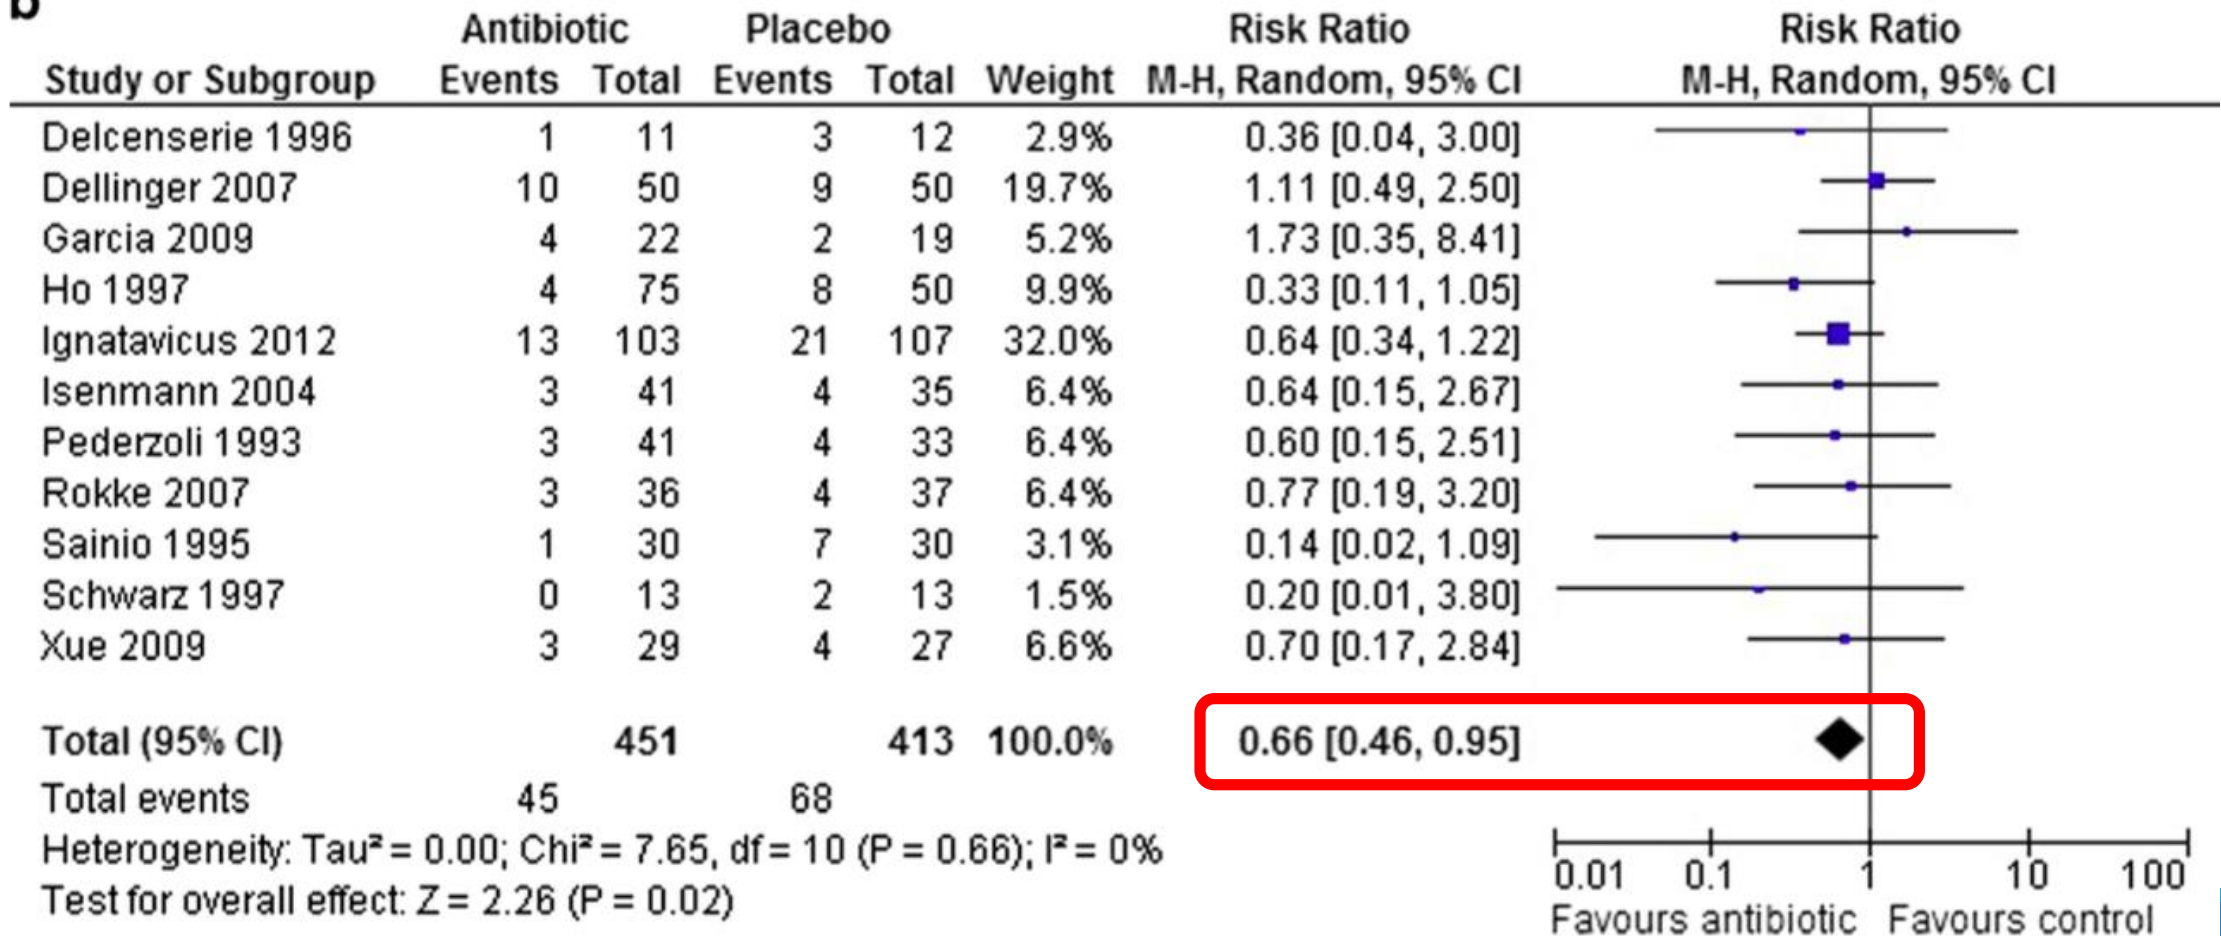 b
Antibiotic Placebo Risk Ratio Risk Ratio
Study or Subgroup Events Total Events Total Weight M-H, Random, 95% CI M-H, Random, 95% CI
Delcenserie 1996 1 11 3 12 2.9% 0.36 [0.04, 3.00]
Dellinger 2007 10 50 9 50 19.7% 1.11 [0.49, 2.50]
Garcia 2009 4 22 2 19 5.2% 1.73 [0.35, 8.41]
Ho 1997 4 75 8 50 9.9% 0.33 [0.11, 1.05]
Ignatavicus 2012 13 103 21 107 32.0% 0.64 [0.34, 1.22]
Isenmann 2004 3 41 4 35 6.4% 0.64 [0.15, 2.67]
Pederzoli 1993 3 41 4 33 6.4% 0.60 [0.15, 2.51]
Rokke 2007 3 36 4 37 6.4% 0.77 [0.19, 3.20]
Sainio 1995 1 30 7 30 3.1% 0.14 [0.02, 1.09]
Schwarz 1997 0 13 2 13 1.5% 0.20 [0.01, 3.80]
Xue 2009 3 29 4 27 6.6% 0.70 [0.17, 2.84]
Total (95% CI) 451 413 100.0% 0.66 [0.46, 0.95]
Total events 45 68
Heterogeneity: Tau² = 0.00; Chi² = 7.65, df = 10 (P = 0.66); I² = 0%
Test for overall effect: Z = 2.26 (P = 0.02)
0.01 0.1 1 10 100
Favours antibiotic Favours control